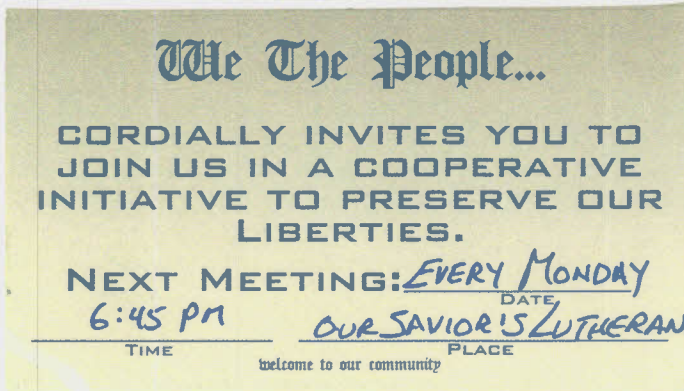 We The People...
CORDIALLY INVITES YOU TO
JOIN US IN A COOPERATIVE
INITIATIVE TO PRESERVE OUR
LIBERTIES.
NEXT MEETING: EVERY MONDAY
DATE
6:45 PM OUR SAVIOR'S LUTHERAN
TIME PLACE
welcome to our community